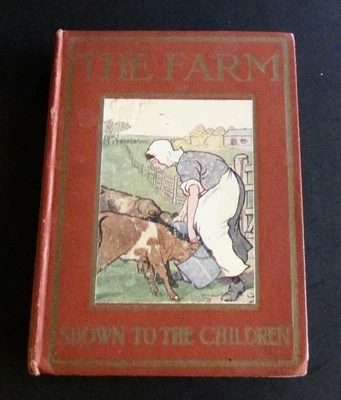 THE FARM
SHOWN TO THE CHILDREN